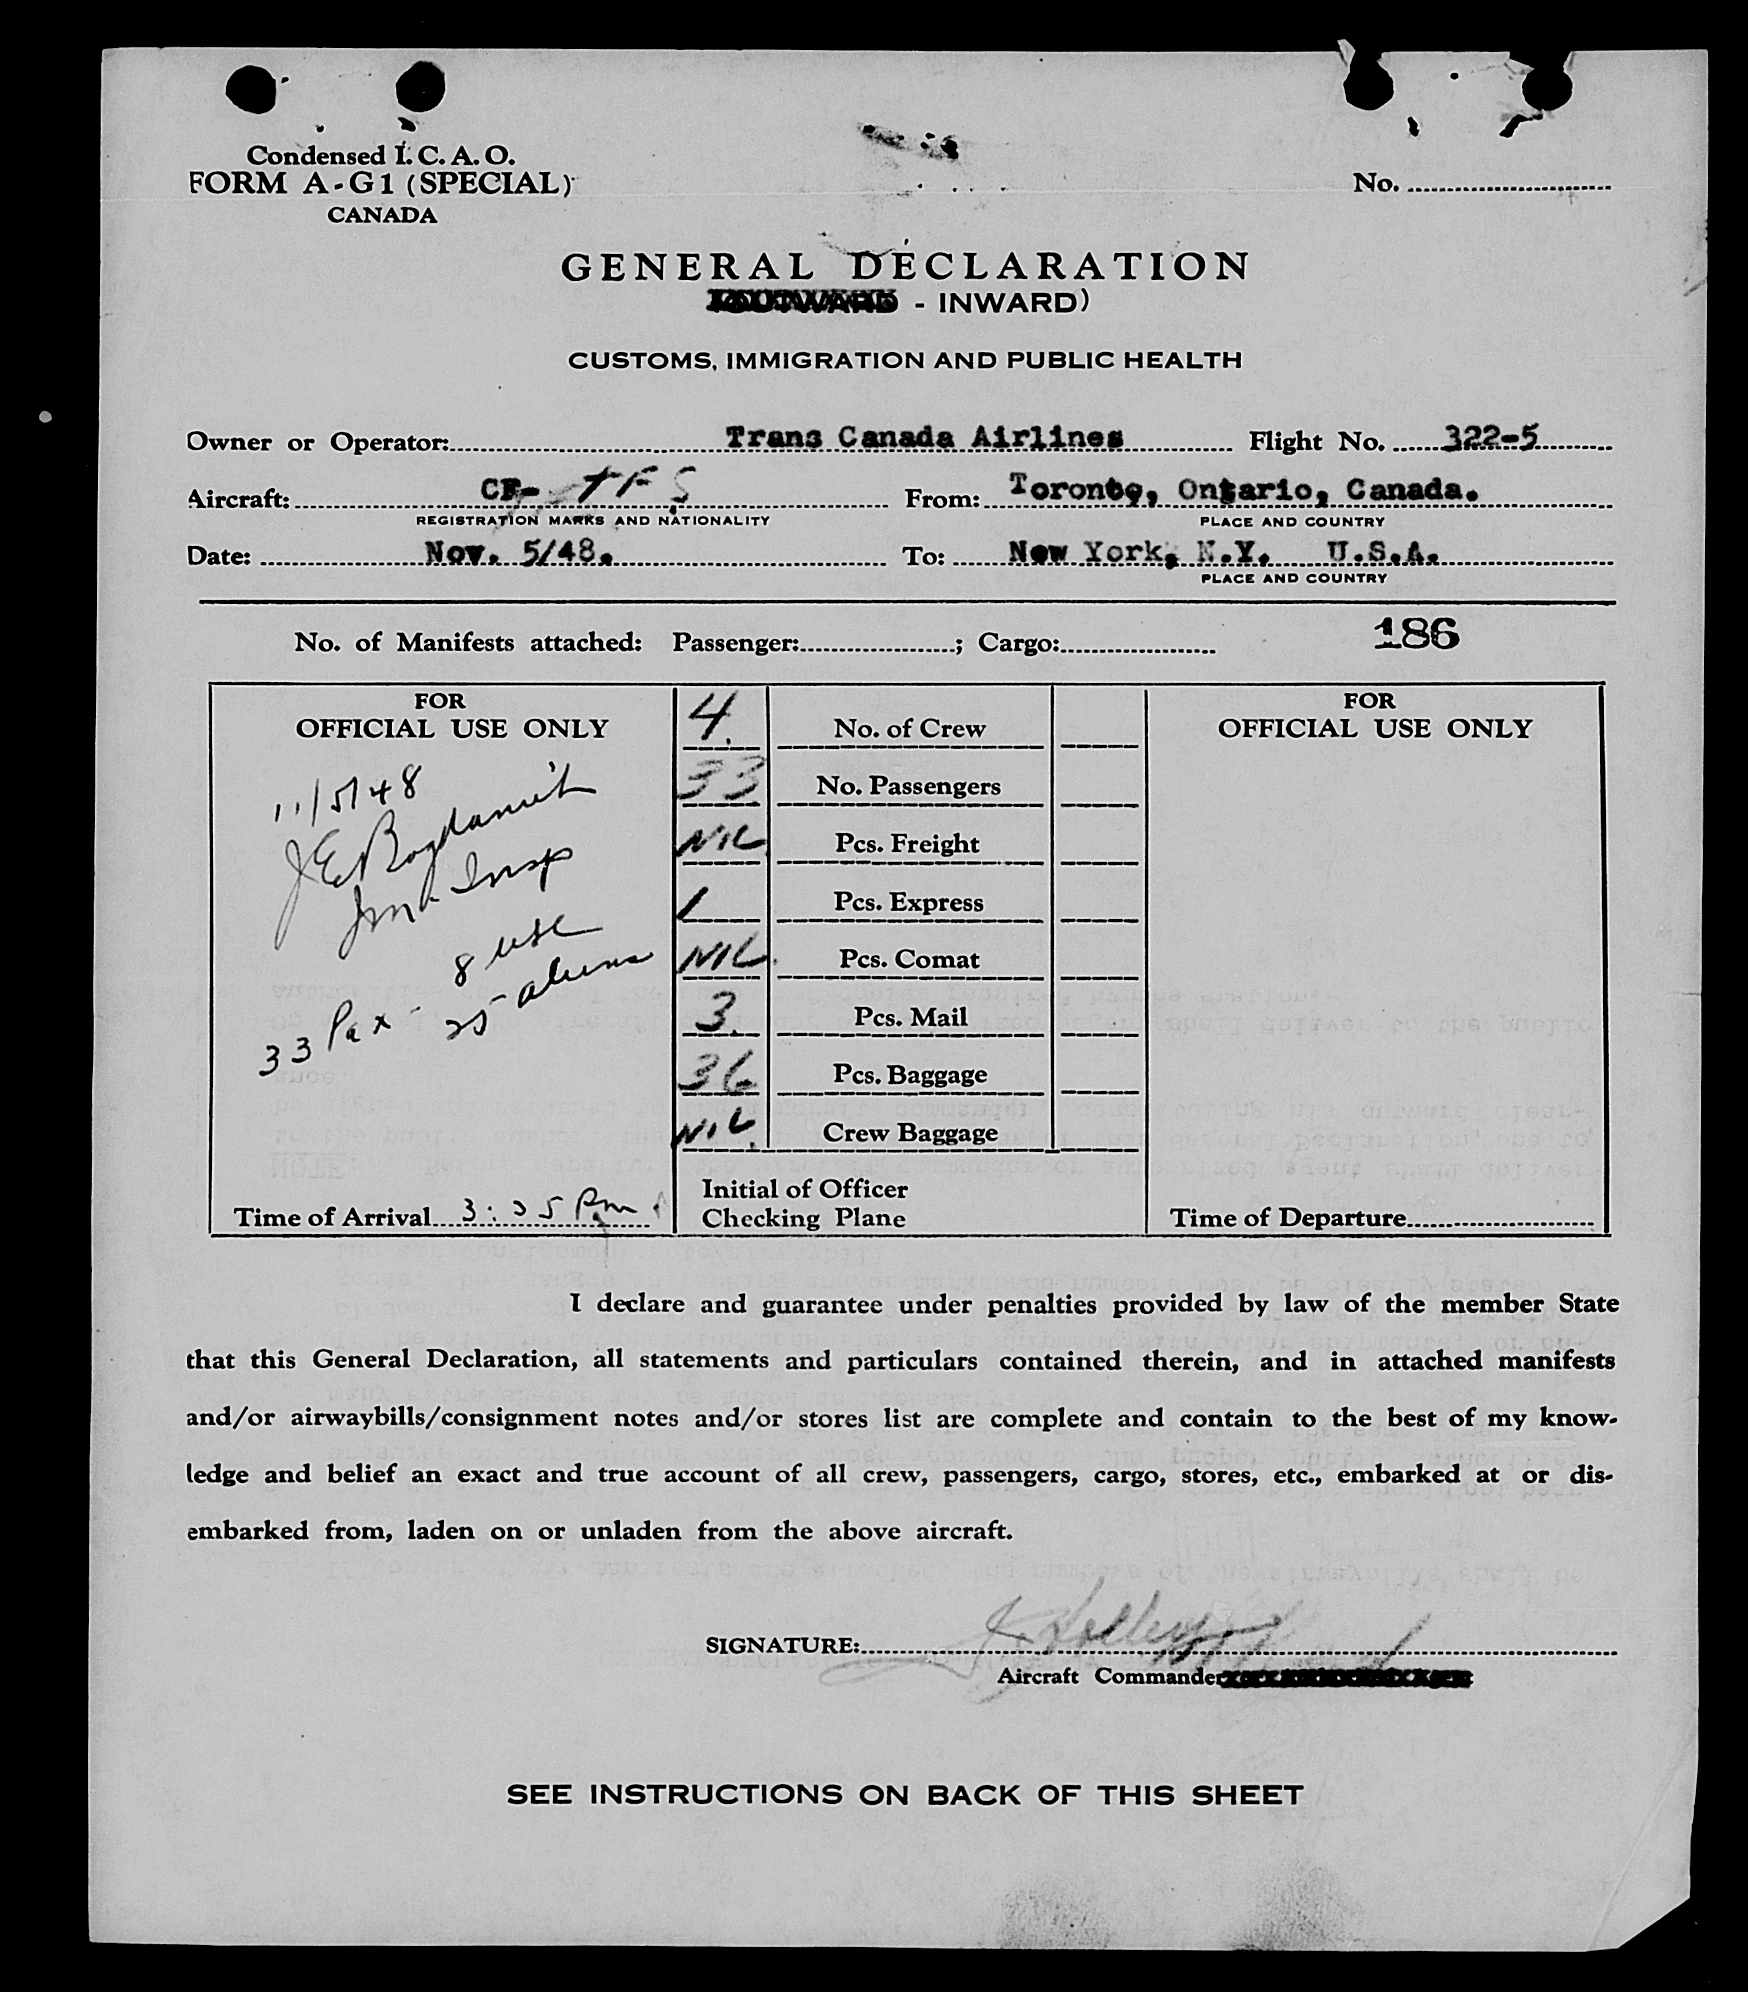 Condensed I. C. A. O.
FORM A-G1 (SPECIAL)
CANADA
No.
GENERAL DECLARATION
- INWARD)
CUSTOMS, IMMIGRATION AND PUBLIC HEALTH
Owner or Operator: Trans Canada Airlines Flight No. 322-5
Aircraft: CF- TFS From: Toronto, Ontario, Canada.
REGISTRATION MARKS AND NATIONALITY PLACE AND COUNTRY
Date: Nov. 5/48. To: New York, N.Y. U.S.A.
PLACE AND COUNTRY
No. of Manifests attached: Passenger: ; Cargo: 186
FOR
OFFICIAL USE ONLY
11/5/48
Imm Insp
33 Pax - 8 USC
25 aliens
Time of Arrival 3:35 Pm
4 No. of Crew
33 No. Passengers
NIL Pcs. Freight
1 Pcs. Express
NIL Pcs. Comat
3 Pcs. Mail
36 Pcs. Baggage
NIL Crew Baggage
Initial of Officer
Checking Plane
FOR
OFFICIAL USE ONLY
Time of Departure
I declare and guarantee under penalties provided by law of the member State
that this General Declaration, all statements and particulars contained therein, and in attached manifests
and/or airwaybills/consignment notes and/or stores list are complete and contain to the best of my know-
ledge and belief an exact and true account of all crew, passengers, cargo, stores, etc., embarked at or dis-
embarked from, laden on or unladen from the above aircraft.
SIGNATURE:
Aircraft Commander
SEE INSTRUCTIONS ON BACK OF THIS SHEET